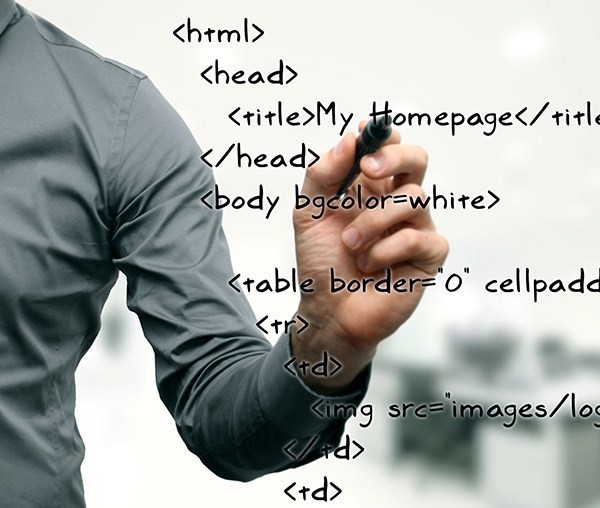 <html>
<head>
<title>My Homepage</title
</head>
<body bgcolor=white>
<table border="0" cellpadd
<tr>
<td>
<img src="images/log
</td>
<td>